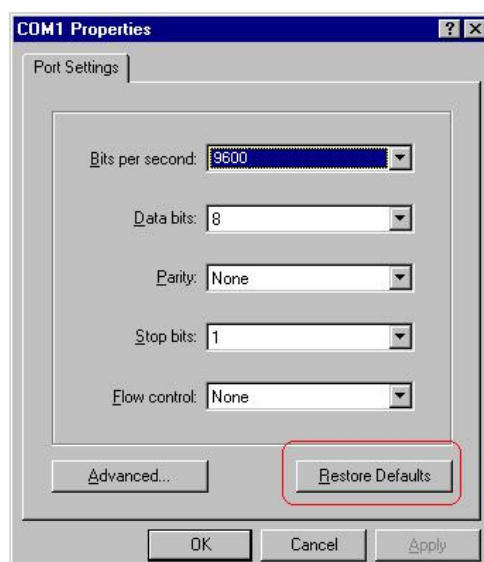 COM1 Properties
Port Settings
Bits per second: 9600
Data bits: 8
Parity: None
Stop bits: 1
Flow control: None
Advanced... Restore Defaults
OK Cancel Apply